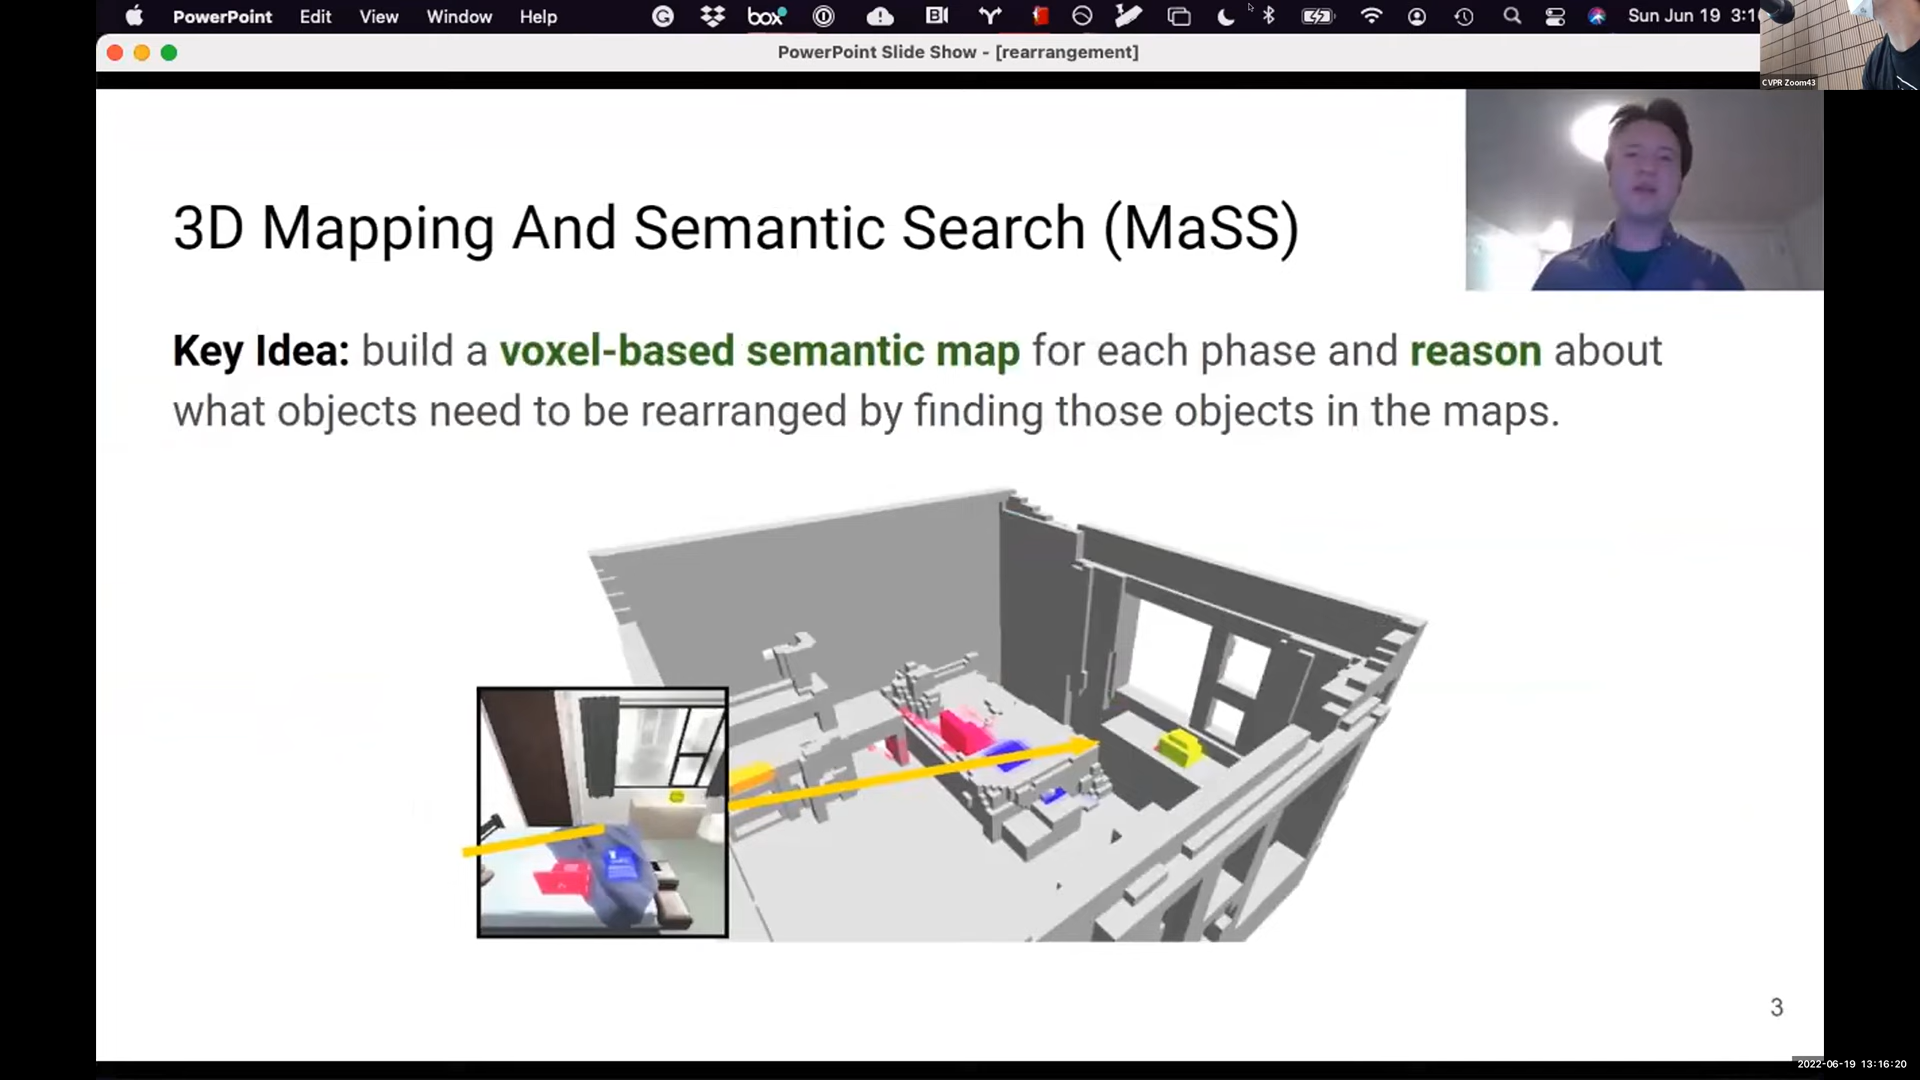 PowerPoint Edit View Window Help box Sun Jun 19 3:1
PowerPoint Slide Show - [rearrangement]
CVPR Zoom43
3D Mapping And Semantic Search (MaSS)
Key Idea: build a voxel-based semantic map for each phase and reason about
what objects need to be rearranged by finding those objects in the maps.
3
2022-06-19 13:16:20